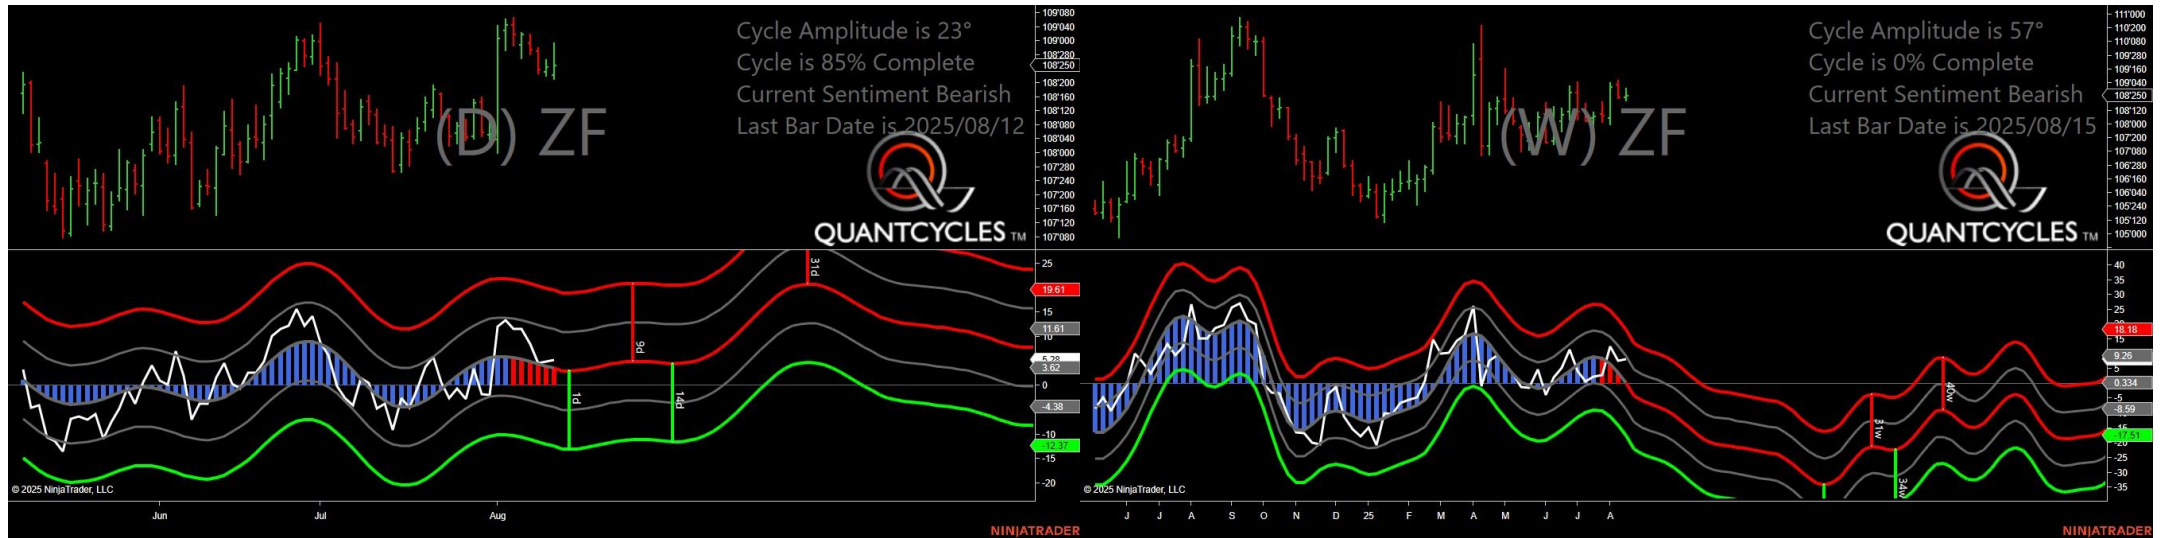 Cycle Amplitude is 23°
Cycle is 85% Complete
Current Sentiment Bearish
Last Bar Date is 2025/08/12
(D) ZF
QUANTCYCLES TM
109'080
109'040
109'000
108'280
108'250
108'200
108'160
108'120
108'080
108'040
108'000
107'280
107'240
107'200
107'160
107'120
107'080
31d
9d
1d
14d
25
19.61
15
11.61
10
5.28
3.62
0
-4.38
-10
-12.37
-15
-20
© 2025 NinjaTrader, LLC
Jun Jul Aug
NINJATRADER
Cycle Amplitude is 57°
Cycle is 0% Complete
Current Sentiment Bearish
Last Bar Date is 2025/08/15
(W) ZF
QUANTCYCLES TM
111'000
110'200
110'080
109'280
109'160
109'040
108'250
108'120
108'000
107'200
107'080
106'280
106'160
106'040
105'240
105'120
105'000
31w
40w
34w
40
35
30
25
20
18.18
15
9.26
5
0.334
-5
-8.59
-15
-17.51
-20
-25
-30
-35
© 2025 NinjaTrader, LLC
J J A S O N D 25 F M A M J J A
NINJATRADER